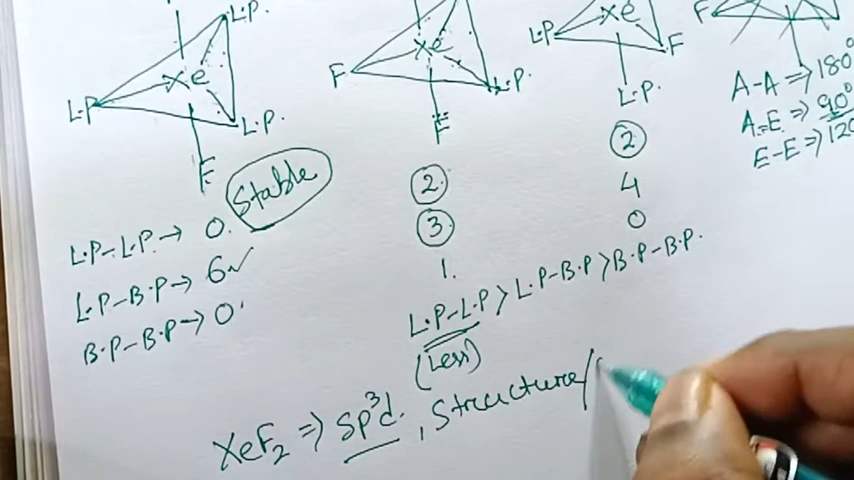 L.P.
L.P
Xe
L.P.
F
Stable
L.P-L.P. → 0.
L.P-B.P → 6✓
B.P-B.P → 0
F
Xe
L.P.
F
2.
3.
1.
L.P
Xe
F
L.P.
2
4
0
F
A-A ⇒ 180°
A-E ⇒ 90°
E-E ⇒ 120
L.P-L.P > L.P-B.P > B.P-B.P.
(Less)
XeF₂ ⇒ sp³d. , Structure/